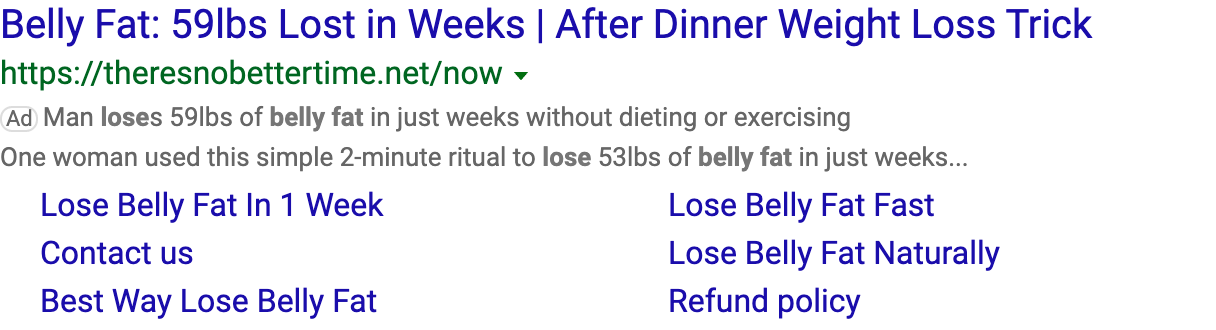 Belly Fat: 59lbs Lost in Weeks | After Dinner Weight Loss Trick
https://theresnobettertime.net/now
Ad Man loses 59lbs of belly fat in just weeks without dieting or exercising
One woman used this simple 2-minute ritual to lose 53lbs of belly fat in just weeks...
Lose Belly Fat In 1 Week Lose Belly Fat Fast
Contact us Lose Belly Fat Naturally
Best Way Lose Belly Fat Refund policy